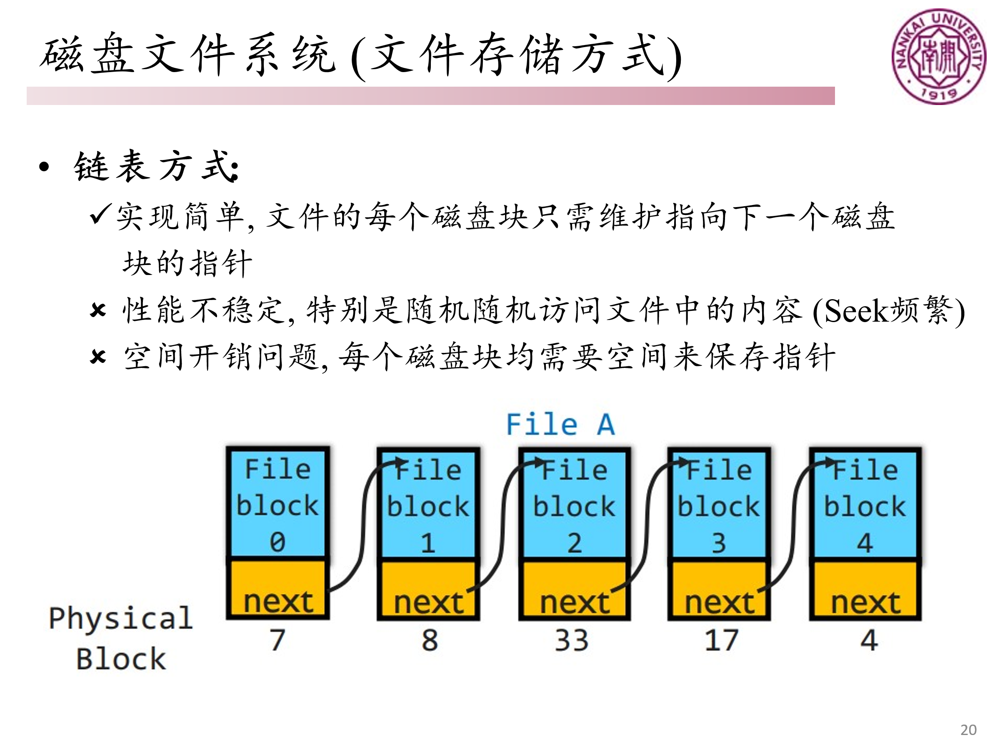 磁盘文件系统 (文件存储方式)
NANKAI UNIVERSITY
南開
1919
• 链表方式:
✓实现简单, 文件的每个磁盘块只需维护指向下一个磁盘
块的指针
✘ 性能不稳定, 特别是随机随机访问文件中的内容 (Seek频繁)
✘ 空间开销问题, 每个磁盘块均需要空间来保存指针
File A
File File File File File
block block block block block
0 1 2 3 4
next next next next next
Physical
Block
7 8 33 17 4
20